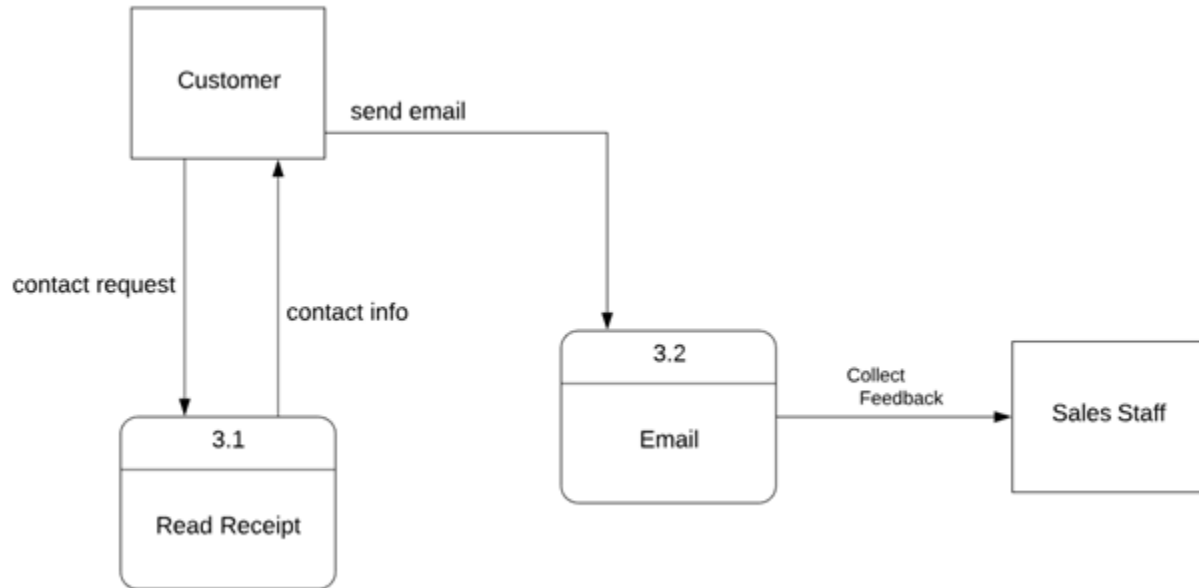 Customer
send email
contact request
contact info
3.2
Collect
Feedback
Email
Sales Staff
3.1
Read Receipt